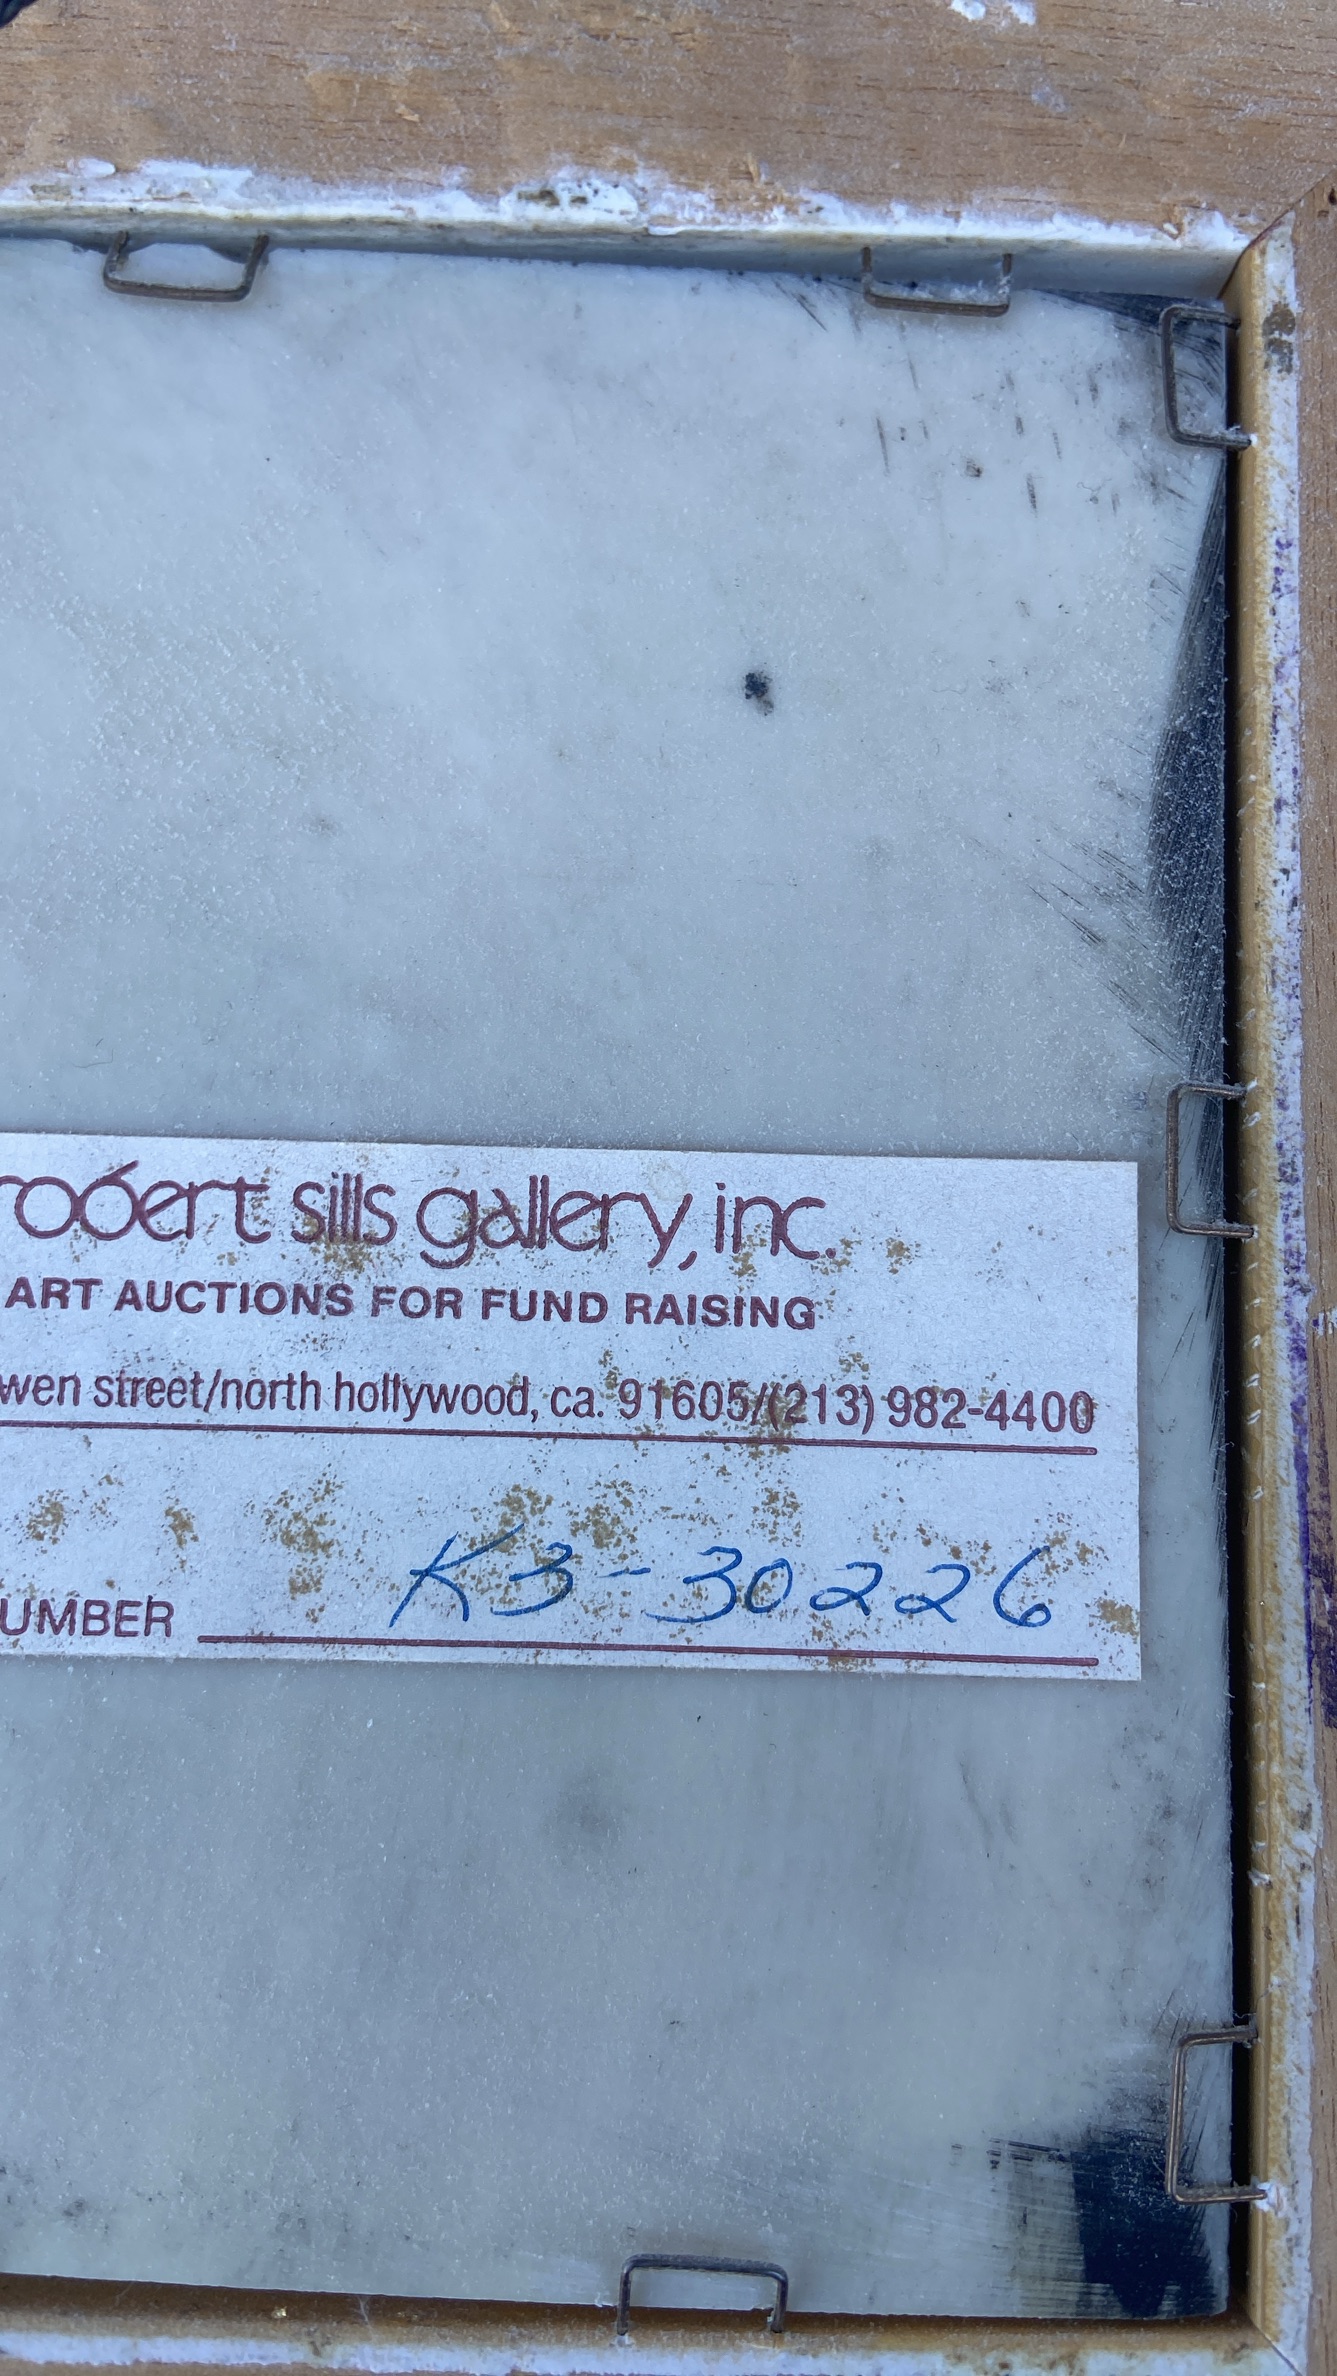 robert sills gallery, inc.
ART AUCTIONS FOR FUND RAISING
wen street/north hollywood, ca. 91605/(213) 982-4400
UMBER K3-30226